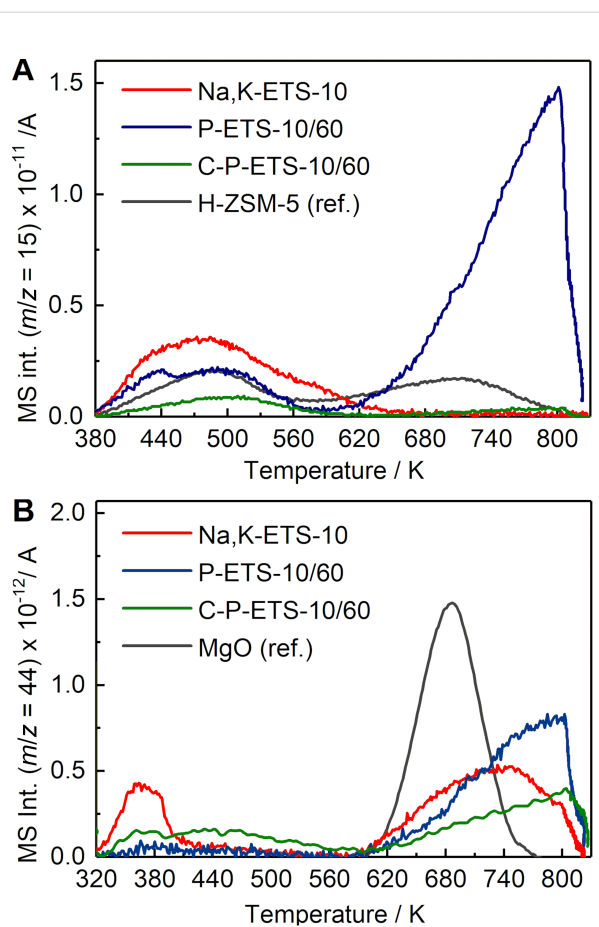 A
MS int. (m/z = 15) x 10⁻¹¹ /A
1.5
1.0
0.5
0.0
Na,K-ETS-10
P-ETS-10/60
C-P-ETS-10/60
H-ZSM-5 (ref.)
380 440 500 560 620 680 740 800
Temperature / K
B
MS Int. (m/z = 44) x 10⁻¹²/ A
2.0
1.5
1.0
0.5
0.0
Na,K-ETS-10
P-ETS-10/60
C-P-ETS-10/60
MgO (ref.)
320 380 440 500 560 620 680 740 800
Temperature / K